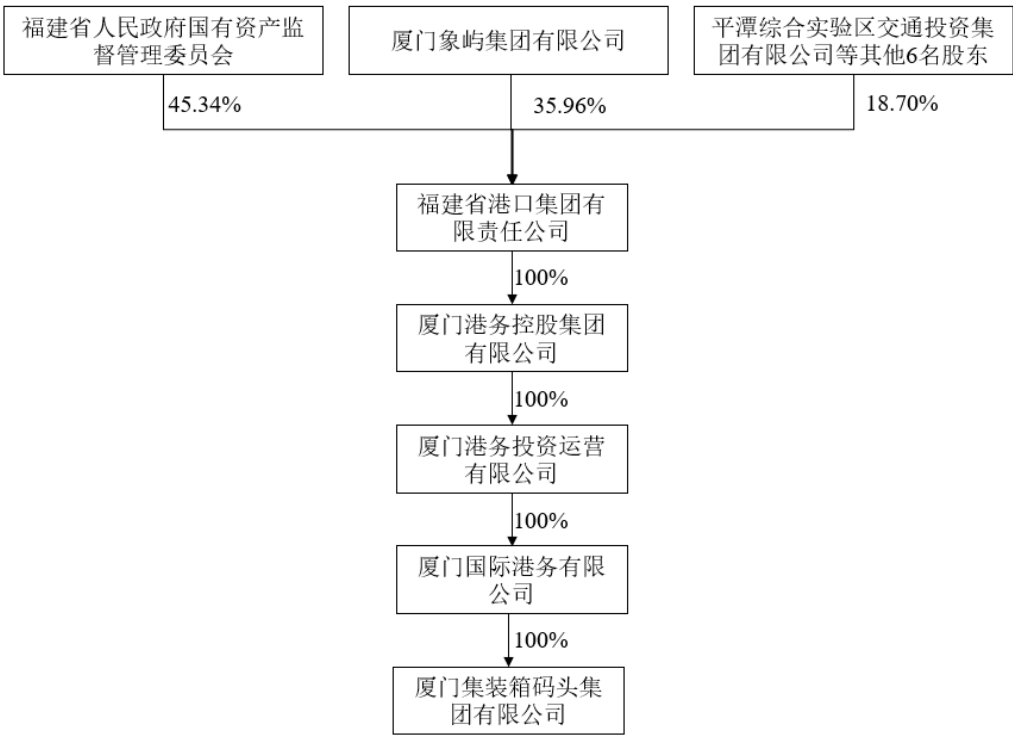 福建省人民政府国有资产监
督管理委员会
厦门象屿集团有限公司
平潭综合实验区交通投资集
团有限公司等其他6名股东
45.34%
35.96%
18.70%
福建省港口集团有
限责任公司
100%
厦门港务控股集团
有限公司
100%
厦门港务投资运营
有限公司
100%
厦门国际港务有限
公司
100%
厦门集装箱码头集
团有限公司